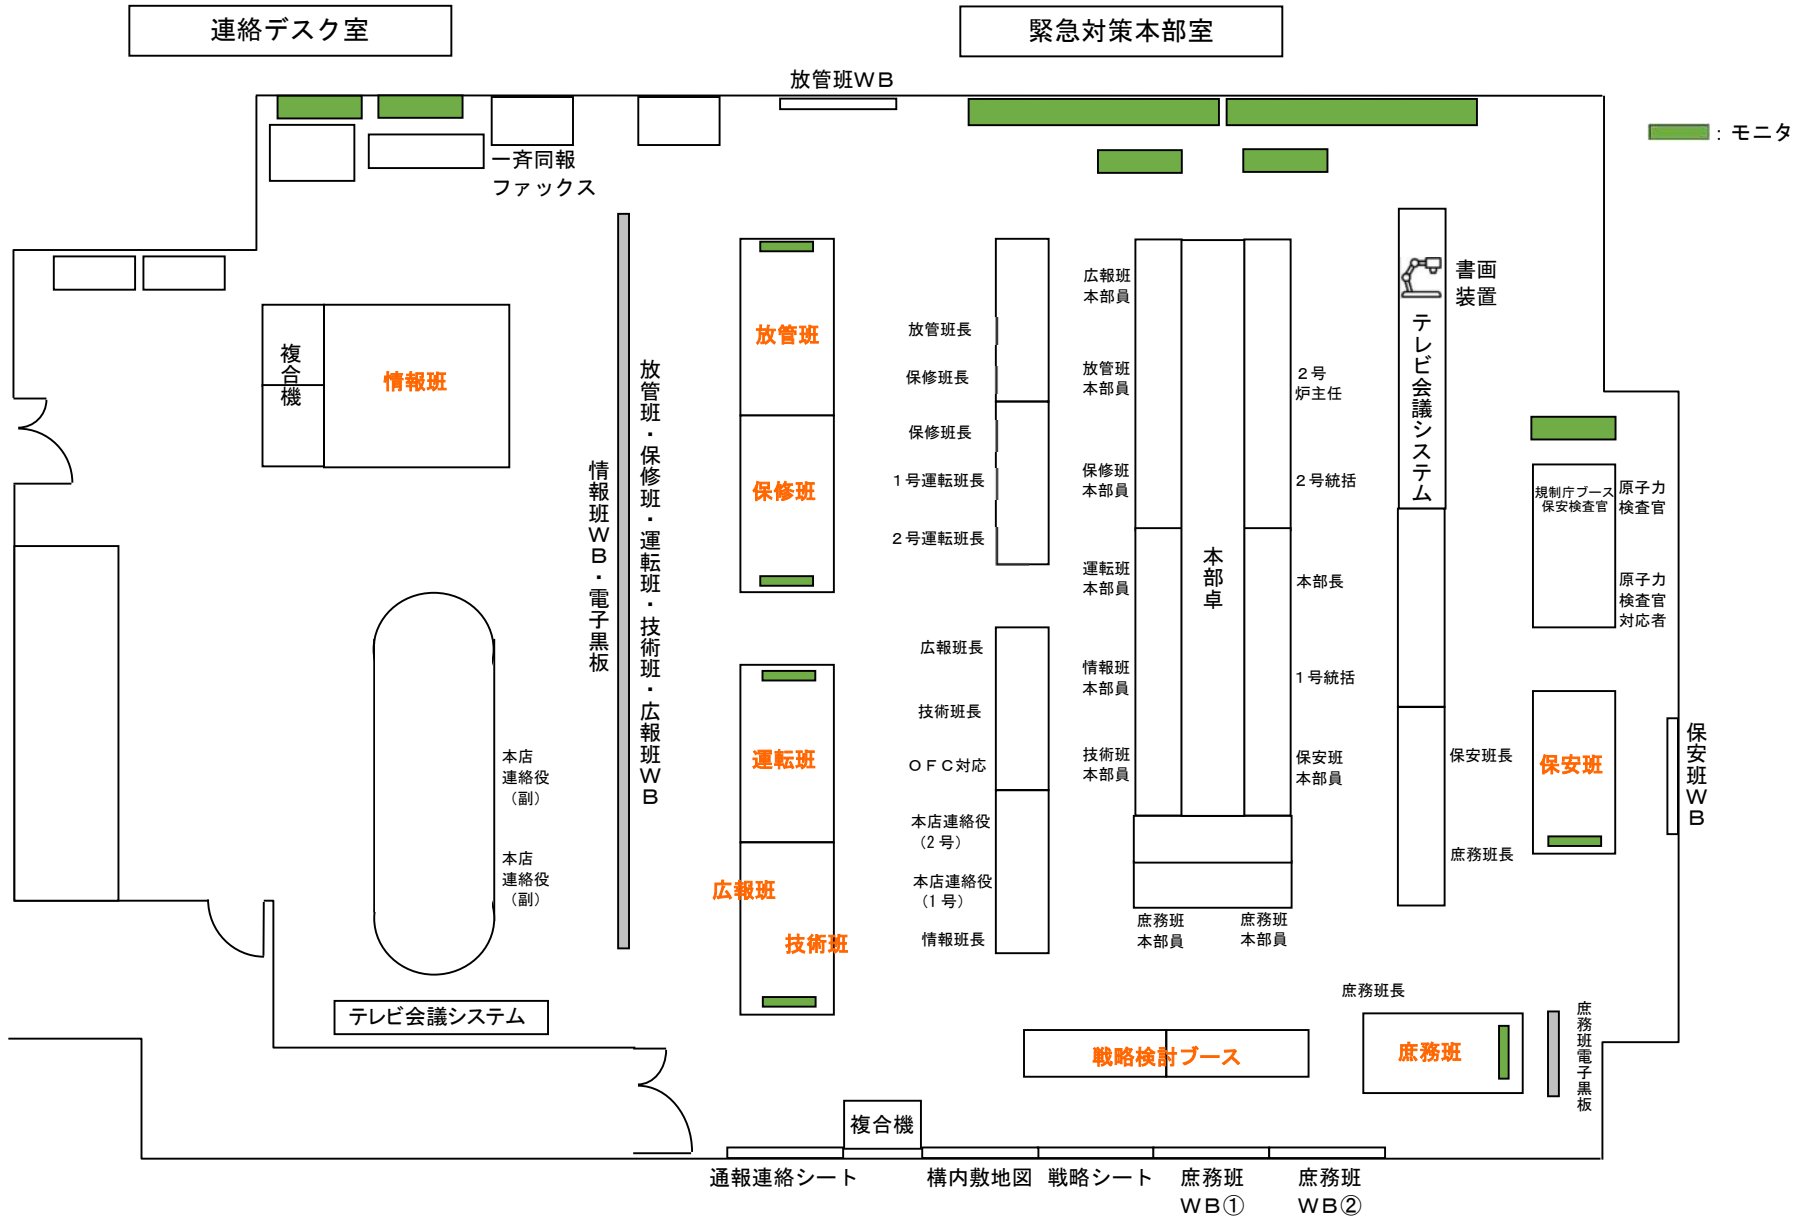 連絡デスク室
緊急対策本部室
放管班WB
：モニタ
一斉同報
ファックス
書画
装置
テレビ会議システム
複合機
情報班
情報班WB・電子黒板
放管班・保修班・運転班・技術班・広報班WB
放管班
保修班
運転班
広報班
技術班
放管班長
保修班長
保修班長
1号運転班長
2号運転班長
広報班長
技術班長
OFC対応
本店連絡役
（2号）
本店連絡役
（1号）
情報班長
広報班
本部員
放管班
本部員
保修班
本部員
運転班
本部員
情報班
本部員
技術班
本部員
本部卓
2号
炉主任
2号統括
本部長
1号統括
保安班
本部員
庶務班
本部員
庶務班
本部員
規制庁ブース
保安検査官
原子力
検査官
原子力
検査官
対応者
保安班長
庶務班長
保安班
保安班WB
本店
連絡役
（副）
本店
連絡役
（副）
テレビ会議システム
庶務班長
庶務班
庶務班電子黒板
戦略検討ブース
複合機
通報連絡シート
構内敷地図
戦略シート
庶務班
WB①
庶務班
WB②